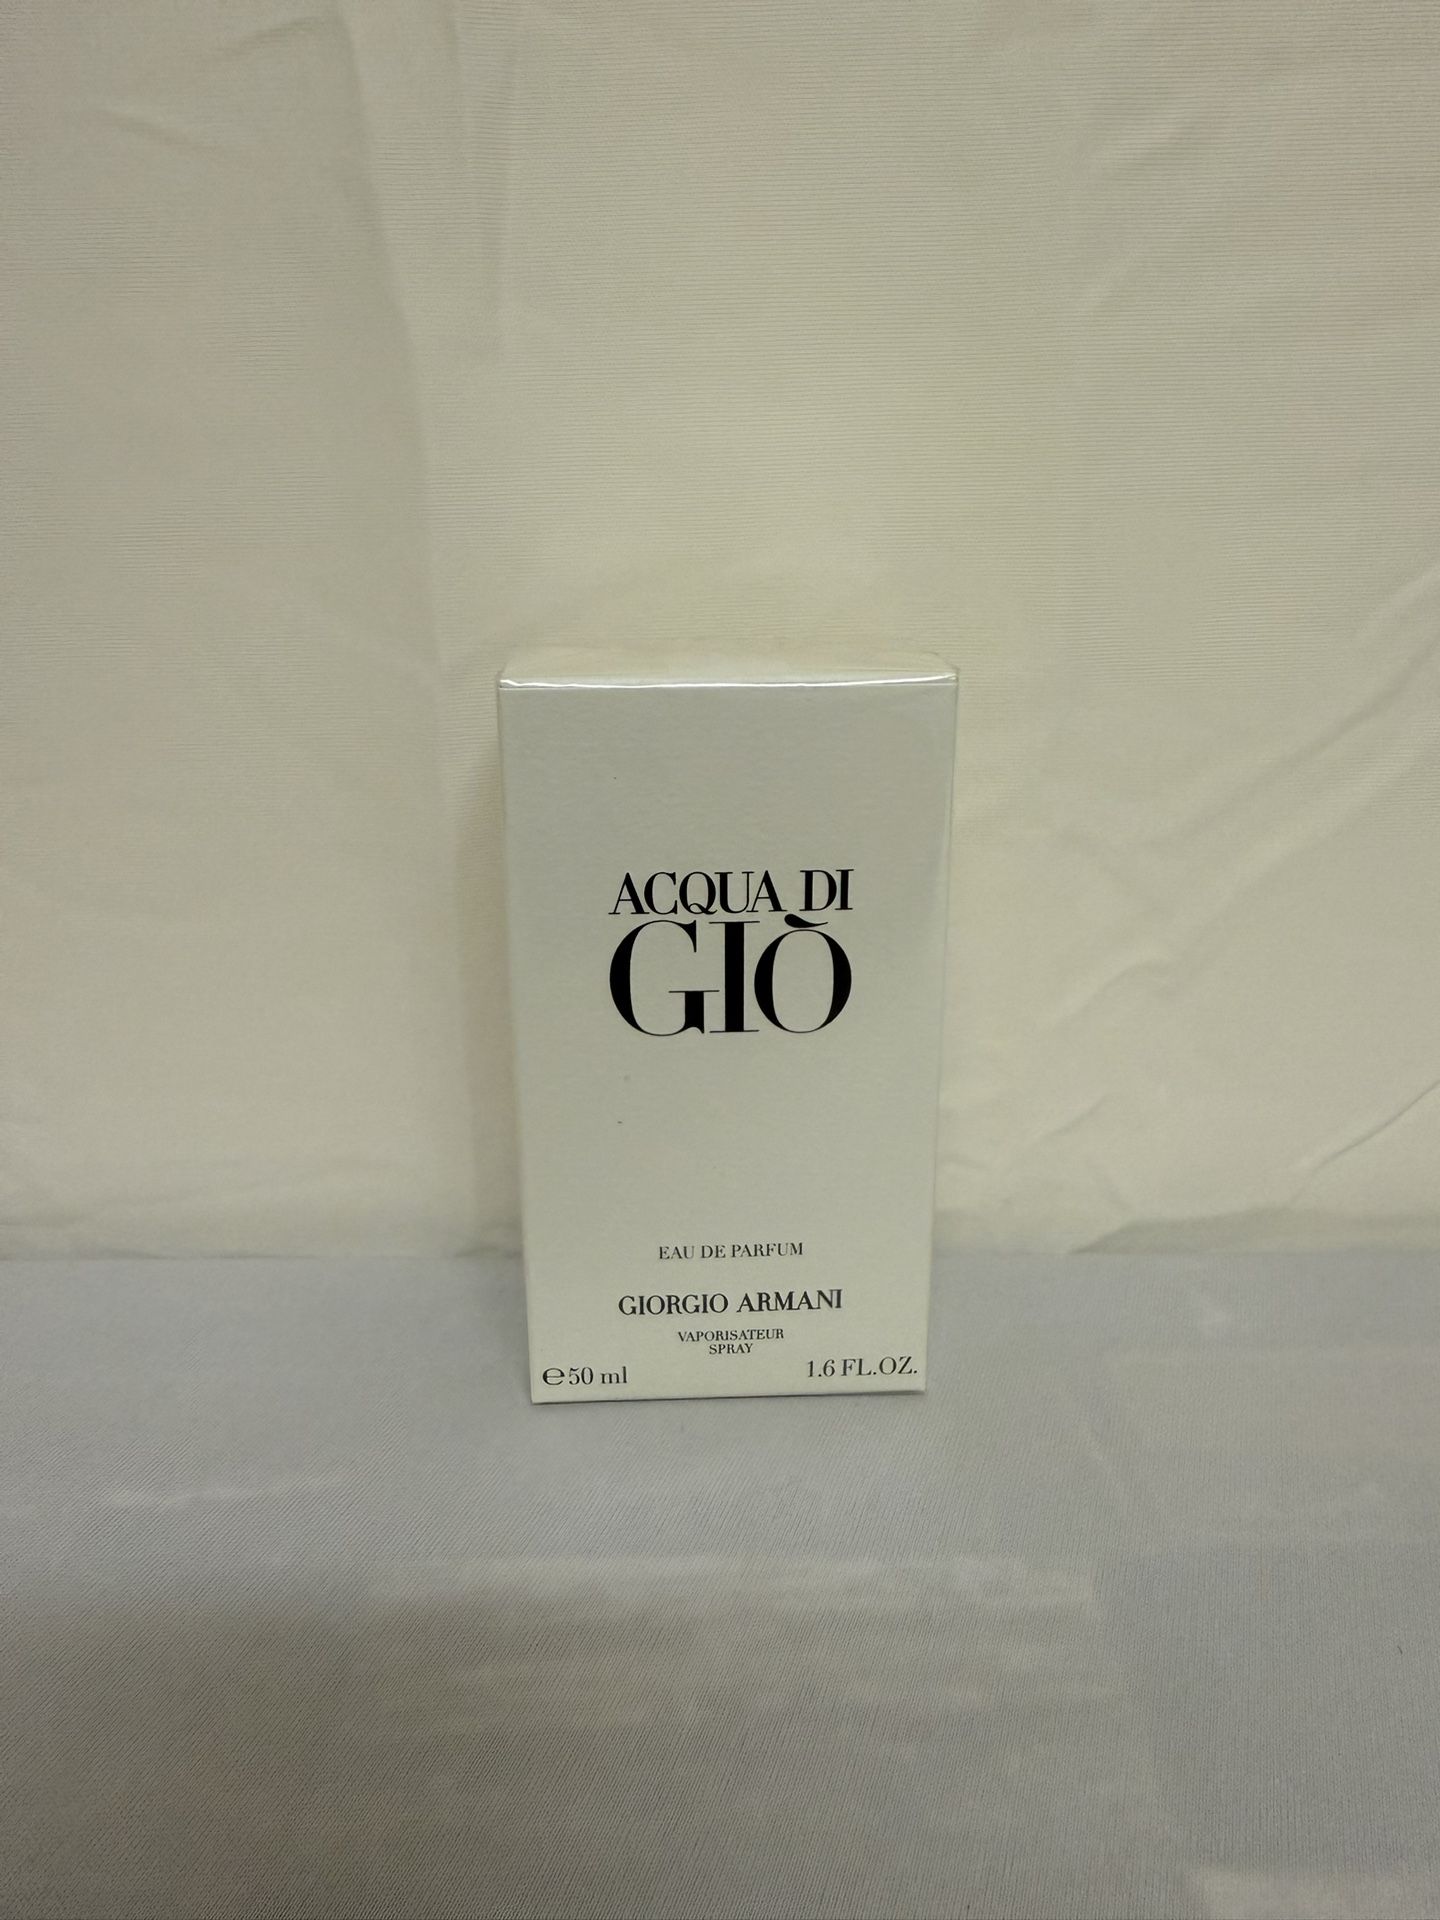 ACQUA DI
GIÒ
EAU DE PARFUM
GIORGIO ARMANI
VAPORISATEUR
SPRAY
℮50 ml 1.6 FL.OZ.